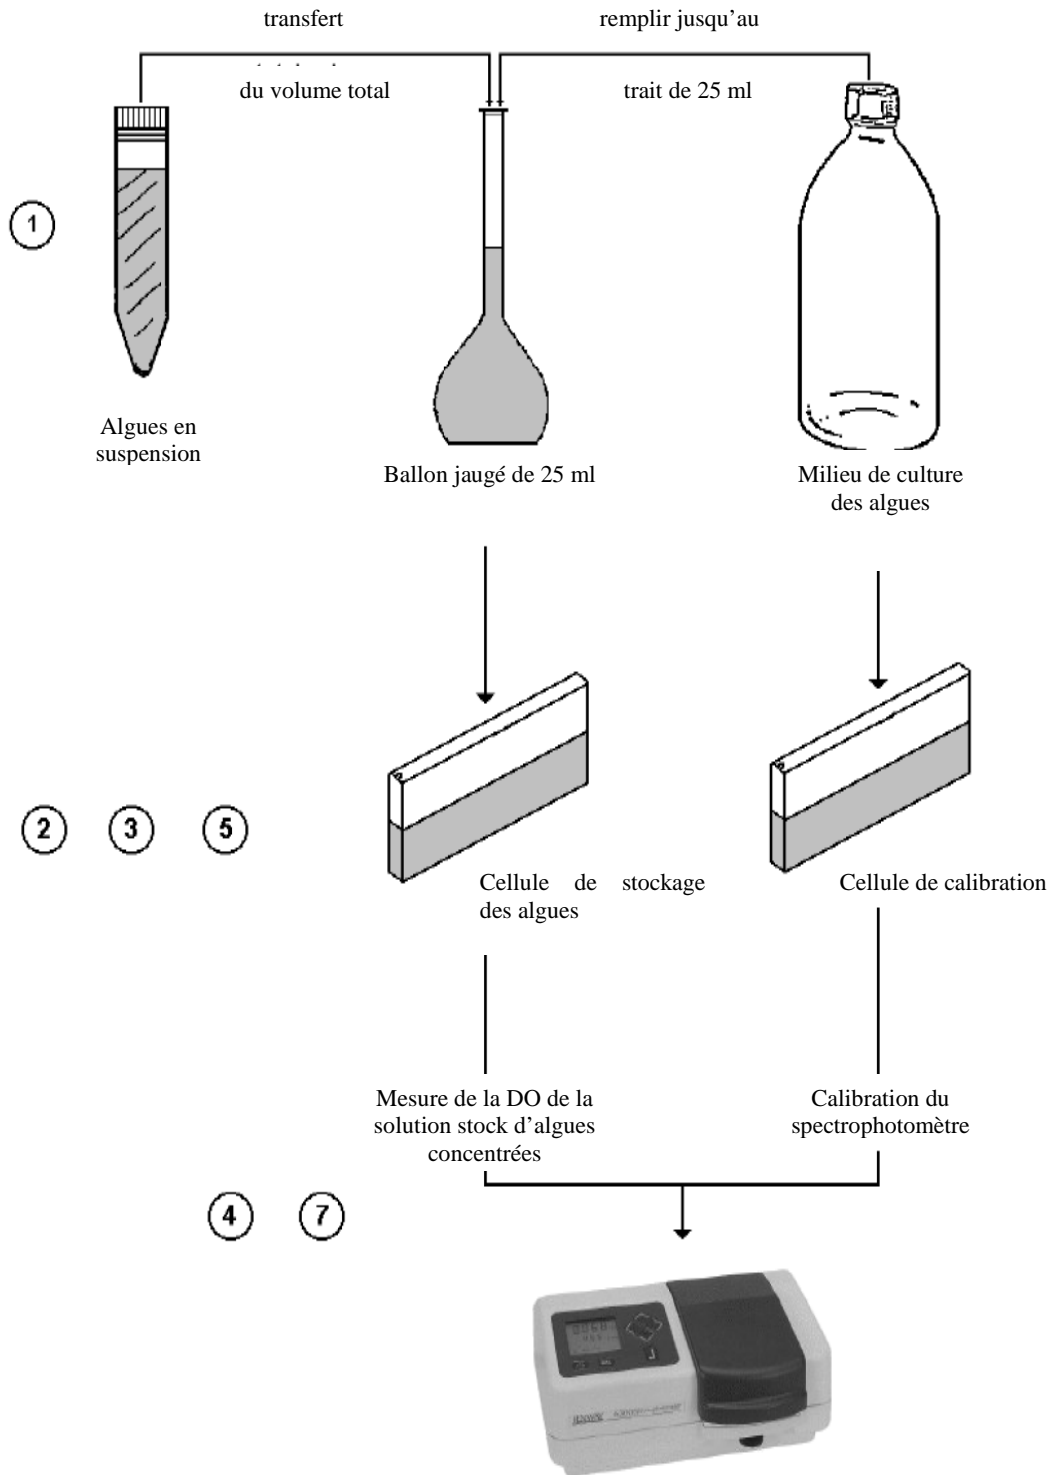 transfert
remplir jusqu'au
du volume total
trait de 25 ml
1
Algues en
suspension
Ballon jaugé de 25 ml
Milieu de culture
des algues
2 3 5
Cellule de stockage
des algues
Cellule de calibration
Mesure de la DO de la
solution stock d'algues
concentrées
Calibration du
spectrophotomètre
4 7